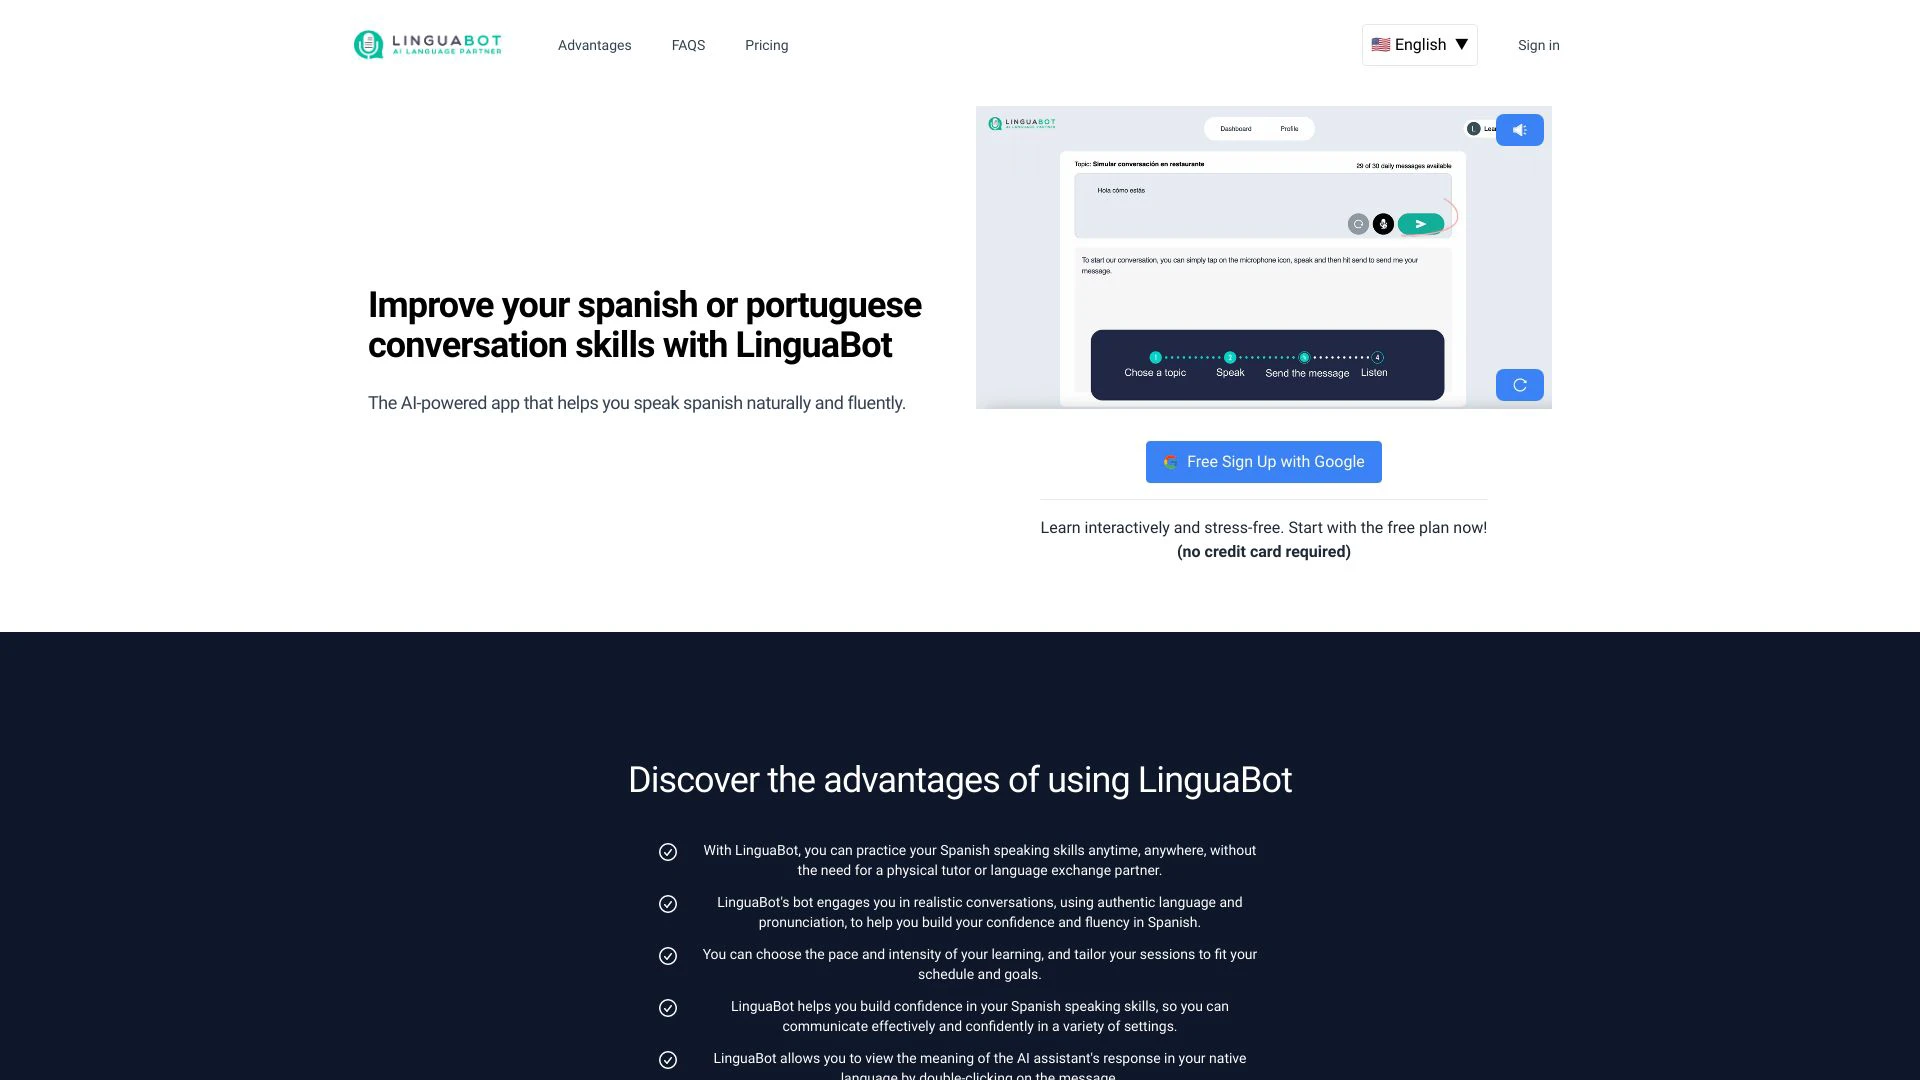 LINGUABOT
AI LANGUAGE PARTNER
Advantages
FAQS
Pricing
🇺🇸 English ▼
Sign in
LINGUABOT
AI LANGUAGE PARTNER
Dashboard
Profile
L
Lear
Topic: Simular conversación en restaurante
29 of 30 daily messages available
Hola cómo estás
To start our conversation, you can simply tap on the microphone icon, speak and then hit send to send me your
message.
1
2
3
4
Chose a topic
Speak
Send the message
Listen
Improve your spanish or portuguese
conversation skills with LinguaBot
The AI-powered app that helps you speak spanish naturally and fluently.
Free Sign Up with Google
Learn interactively and stress-free. Start with the free plan now!
(no credit card required)
Discover the advantages of using LinguaBot
With LinguaBot, you can practice your Spanish speaking skills anytime, anywhere, without
the need for a physical tutor or language exchange partner.
LinguaBot's bot engages you in realistic conversations, using authentic language and
pronunciation, to help you build your confidence and fluency in Spanish.
You can choose the pace and intensity of your learning, and tailor your sessions to fit your
schedule and goals.
LinguaBot helps you build confidence in your Spanish speaking skills, so you can
communicate effectively and confidently in a variety of settings.
LinguaBot allows you to view the meaning of the AI assistant's response in your native
language by double-clicking on the message.